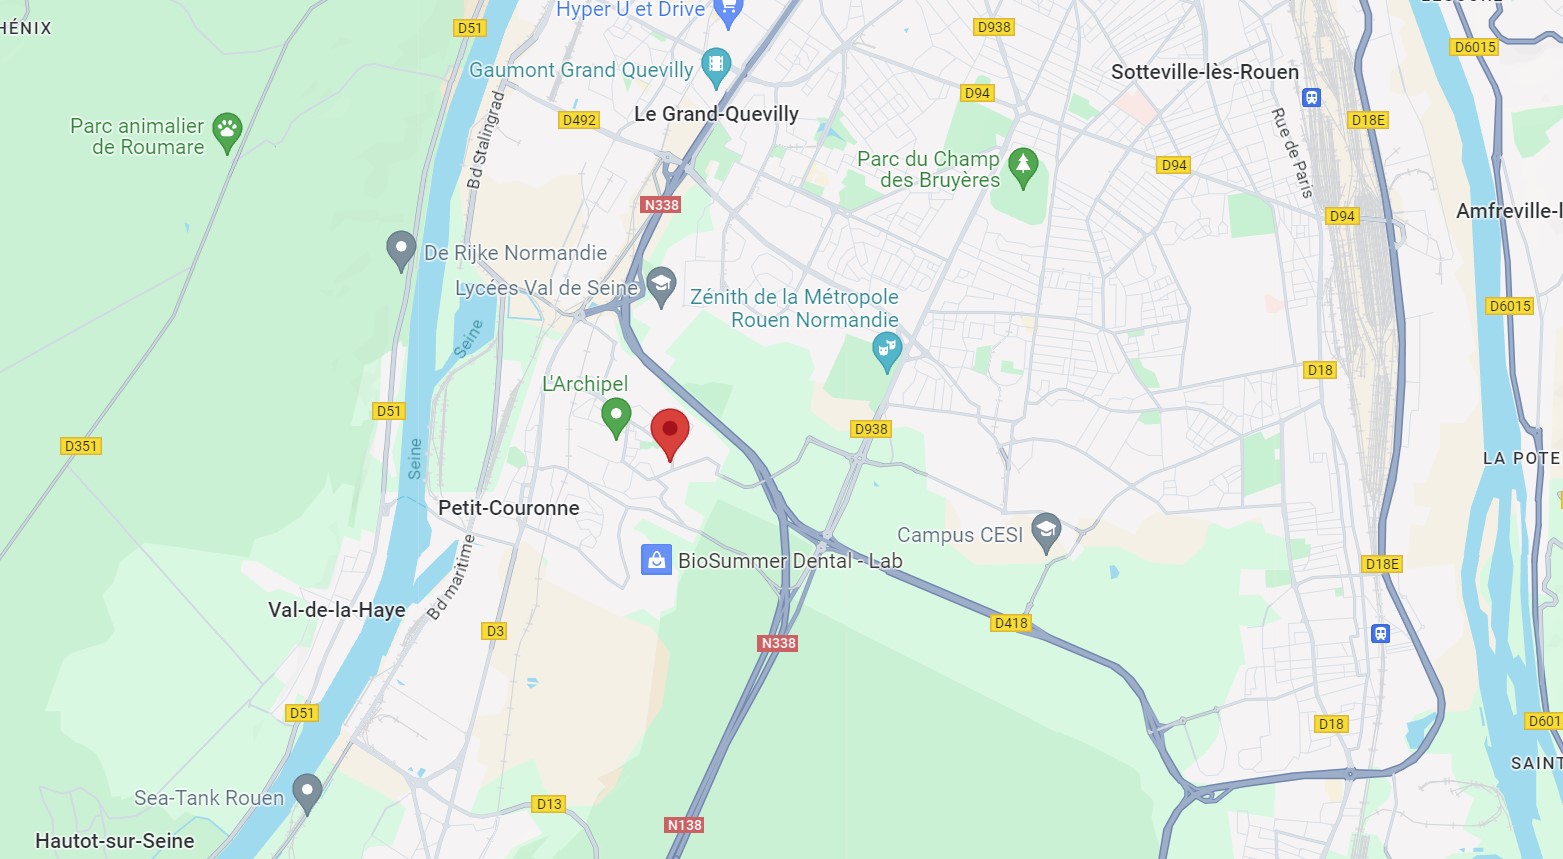 HÉNIX
D51
Hyper U et Drive
D938
D6015
Gaumont Grand Quevilly
Sotteville-lès-Rouen
D94
Le Grand-Quevilly
D492
D18E
Parc animalier
de Roumare
Bd Stalingrad
Rue de Paris
Parc du Champ
des Bruyères
D94
N338
D94
Amfreville-l
De Rijke Normandie
Lycées Val de Seine
Zénith de la Métropole
Rouen Normandie
D6015
Seine
D18
L'Archipel
D51
D938
D351
Seine
LA POTE
Petit-Couronne
Campus CESI
BioSummer Dental - Lab
D18E
Bd maritime
Val-de-la-Haye
D418
D3
N338
D51
D18
D601
SAINT
Sea-Tank Rouen
D13
N138
Hautot-sur-Seine